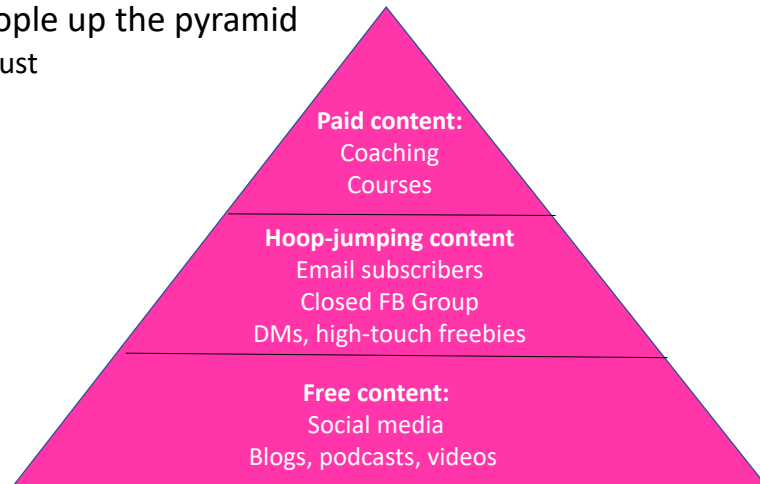 ople up the pyramid
ust
Paid content:
Coaching
Courses
Hoop-jumping content
Email subscribers
Closed FB Group
DMs, high-touch freebies
Free content:
Social media
Blogs, podcasts, videos